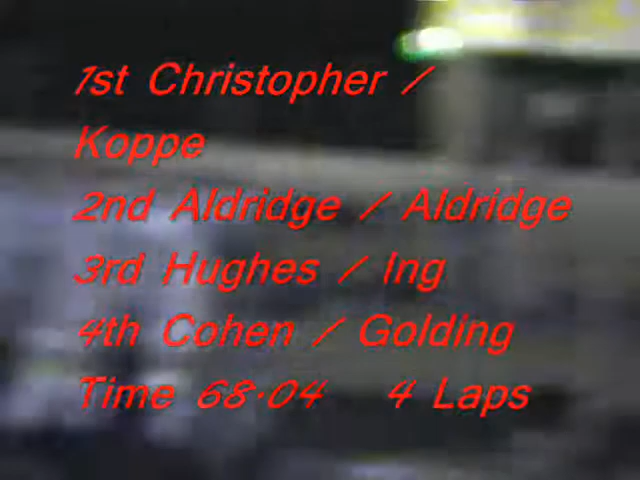 1st Christopher /
Koppe
2nd Aldridge / Aldridge
3rd Hughes / Ing
4th Cohen / Golding
Time 68.04 4 Laps